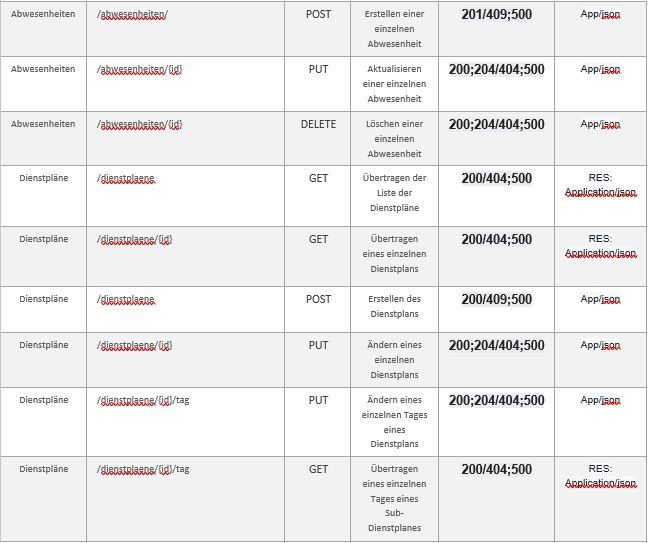 Abwesenheiten /abwesenheiten/ POST Erstellen einer 201/409;500 App/json
einzelnen
Abwesenheit
Abwesenheiten /abwesenheiten/{id} PUT Aktualisieren 200;204/404;500 App/json
einer einzelnen
Abwesenheit
Abwesenheiten /abwesenheiten/{id} DELETE Löschen einer 200;204/404;500 App/json
einzelnen
Abwesenheit
Dienstpläne /dienstplaene GET Übertragen der 200/404;500 RES:
Liste der Application/json
Dienstpläne
Dienstpläne /dienstplaene/{id} GET Übertragen 200/404;500 RES:
eines einzelnen Application/json
Dienstplans
Dienstpläne /dienstplaene POST Erstellen des 200/409;500 App/json
Dienstplans
Dienstpläne /dienstplaene/{id} PUT Ändern eines 200;204/404;500 App/json
einzelnen
Dienstplans
Dienstpläne /dienstplaene/{id}/tag PUT Ändern eines 200;204/404;500 App/json
einzelnen Tages
eines
Dienstplans
Dienstpläne /dienstplaene/{id}/tag GET Übertragen 200/404;500 RES:
eines einzelnen Application/json
Tages eines
Sub-
Dienstplanes